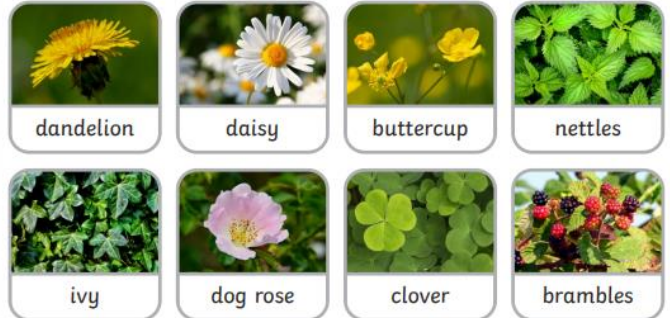 dandelion
daisy
buttercup
nettles
ivy
dog rose
clover
brambles